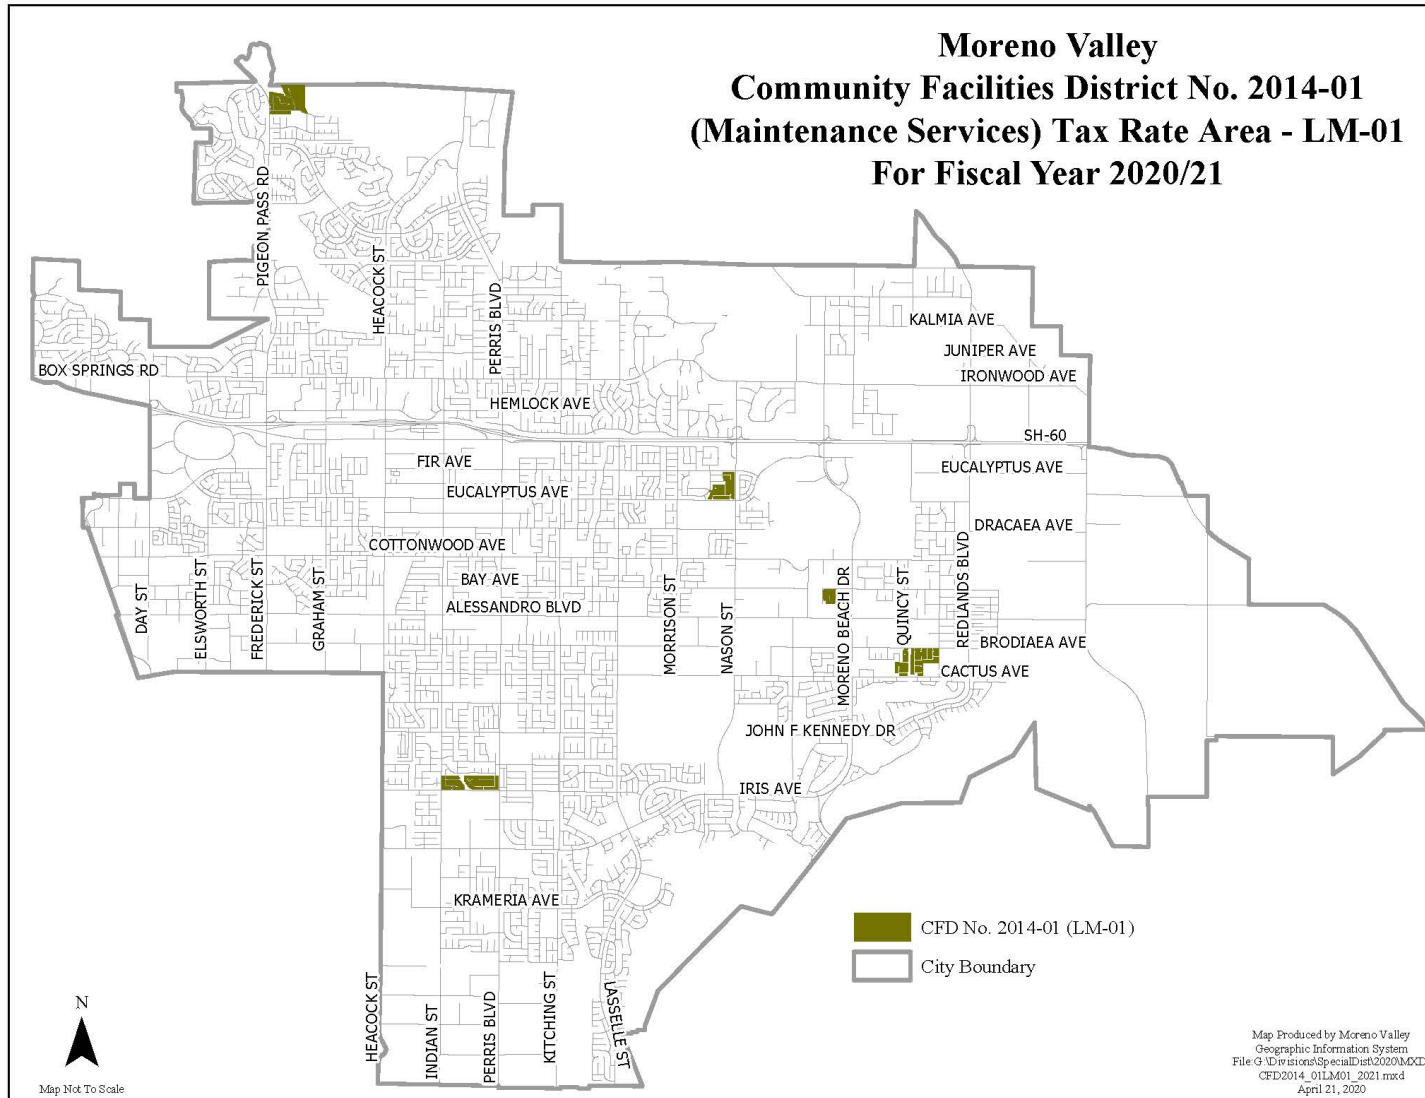 Moreno Valley
Community Facilities District No. 2014-01
(Maintenance Services) Tax Rate Area - LM-01
For Fiscal Year 2020/21
PIGEON PASS RD
HEACOCK ST
PERRIS BLVD
KALMIA AVE
JUNIPER AVE
IRONWOOD AVE
BOX SPRINGS RD
HEMLOCK AVE
SH-60
FIR AVE
EUCALYPTUS AVE
EUCALYPTUS AVE
DRACAEA AVE
COTTONWOOD AVE
BAY AVE
ALESSANDRO BLVD
DAY ST
ELSWORTH ST
FREDERICK ST
GRAHAM ST
MORRISON ST
NASON ST
MORENO BEACH DR
QUINCY ST
REDLANDS BLVD
BRODIAEA AVE
CACTUS AVE
JOHN F KENNEDY DR
IRIS AVE
KRAMERIA AVE
HEACOCK ST
INDIAN ST
PERRIS BLVD
KITCHING ST
LASSELLE ST
CFD No. 2014-01 (LM-01)
City Boundary
N
Map Not To Scale
Map Produced by Moreno Valley
Geographic Information System
File:G:\Divisions\SpecialDist\2020\MXD
CFD2014_01LM01_2021.mxd
April 21, 2020